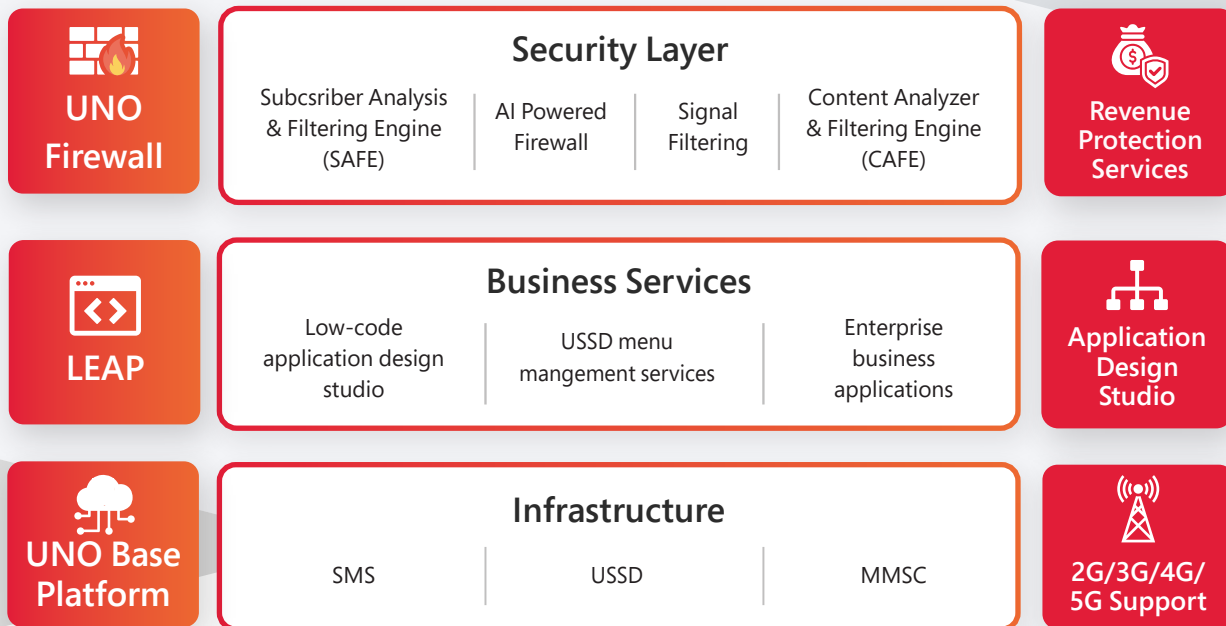 UNO
Firewall
Security Layer
Subcsriber Analysis
& Filtering Engine
(SAFE)
AI Powered
Firewall
Signal
Filtering
Content Analyzer
& Filtering Engine
(CAFE)
Revenue
Protection
Services
LEAP
Business Services
Low-code
application design
studio
USSD menu
mangement services
Enterprise
business
applications
Application
Design
Studio
UNO Base
Platform
Infrastructure
SMS
USSD
MMSC
2G/3G/4G/
5G Support